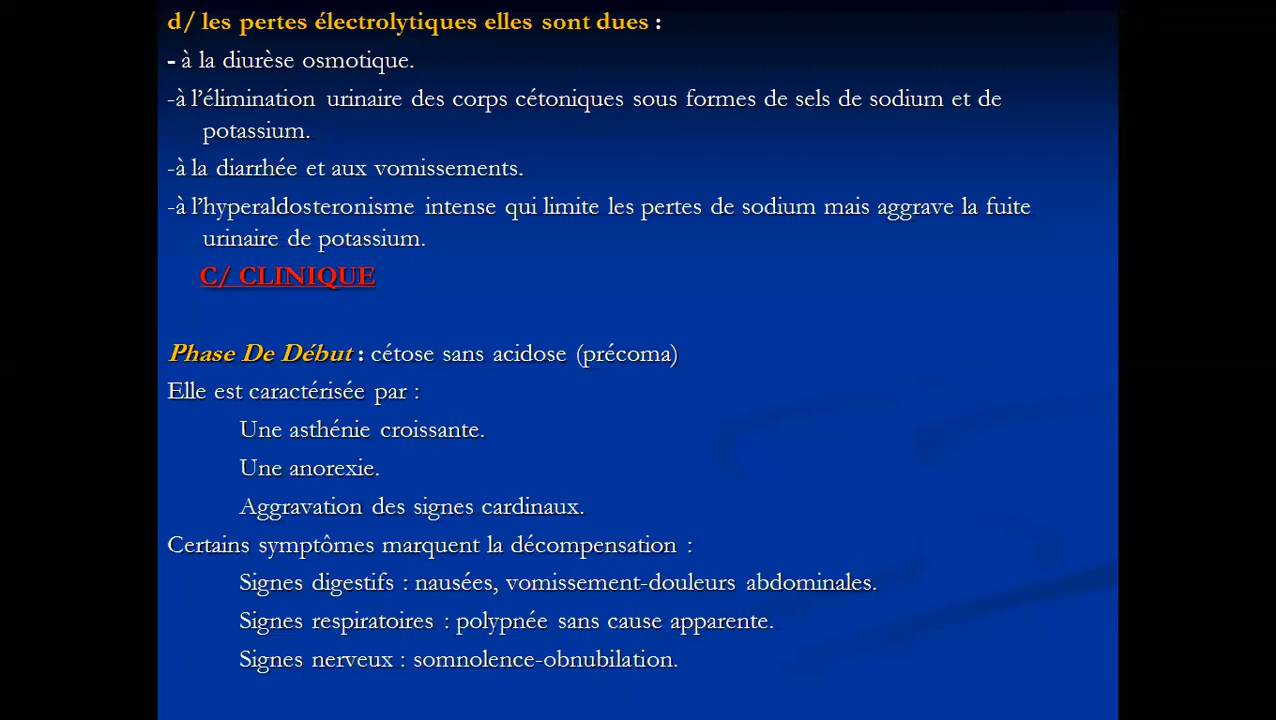 d/ les pertes électrolytiques elles sont dues :
- à la diurèse osmotique.
-à l’élimination urinaire des corps cétoniques sous formes de sels de sodium et de
potassium.
-à la diarrhée et aux vomissements.
-à l’hyperaldosteronisme intense qui limite les pertes de sodium mais aggrave la fuite
urinaire de potassium.
C/ CLINIQUE
Phase De Début : cétose sans acidose (précoma)
Elle est caractérisée par :
Une asthénie croissante.
Une anorexie.
Aggravation des signes cardinaux.
Certains symptômes marquent la décompensation :
Signes digestifs : nausées, vomissement-douleurs abdominales.
Signes respiratoires : polypnée sans cause apparente.
Signes nerveux : somnolence-obnubilation.